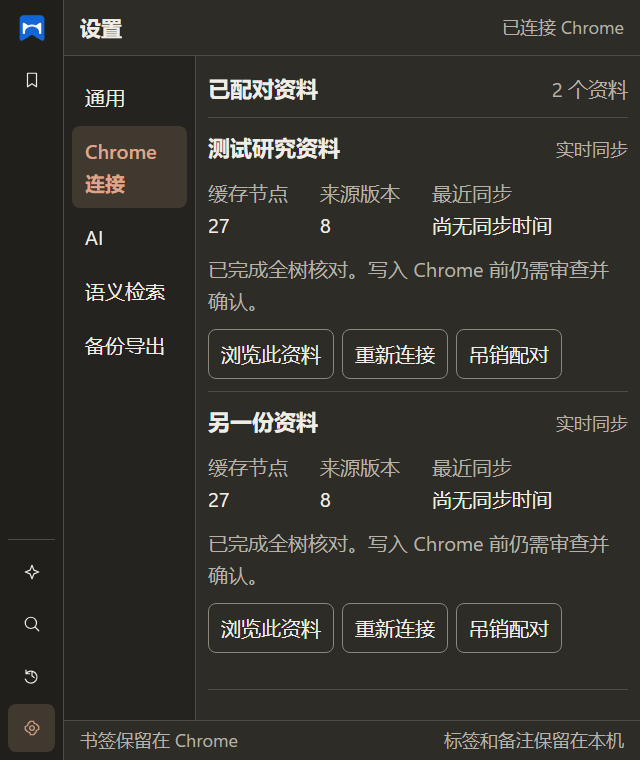 设置
已连接 Chrome
通用
Chrome
连接
AI
语义检索
备份导出
已配对资料
2 个资料
测试研究资料
实时同步
缓存节点 来源版本 最近同步
27 8 尚无同步时间
已完成全树核对。写入 Chrome 前仍需审查并
确认。
浏览此资料 重新连接 吊销配对
另一份资料
实时同步
缓存节点 来源版本 最近同步
27 8 尚无同步时间
已完成全树核对。写入 Chrome 前仍需审查并
确认。
浏览此资料 重新连接 吊销配对
书签保留在 Chrome
标签和备注保留在本机